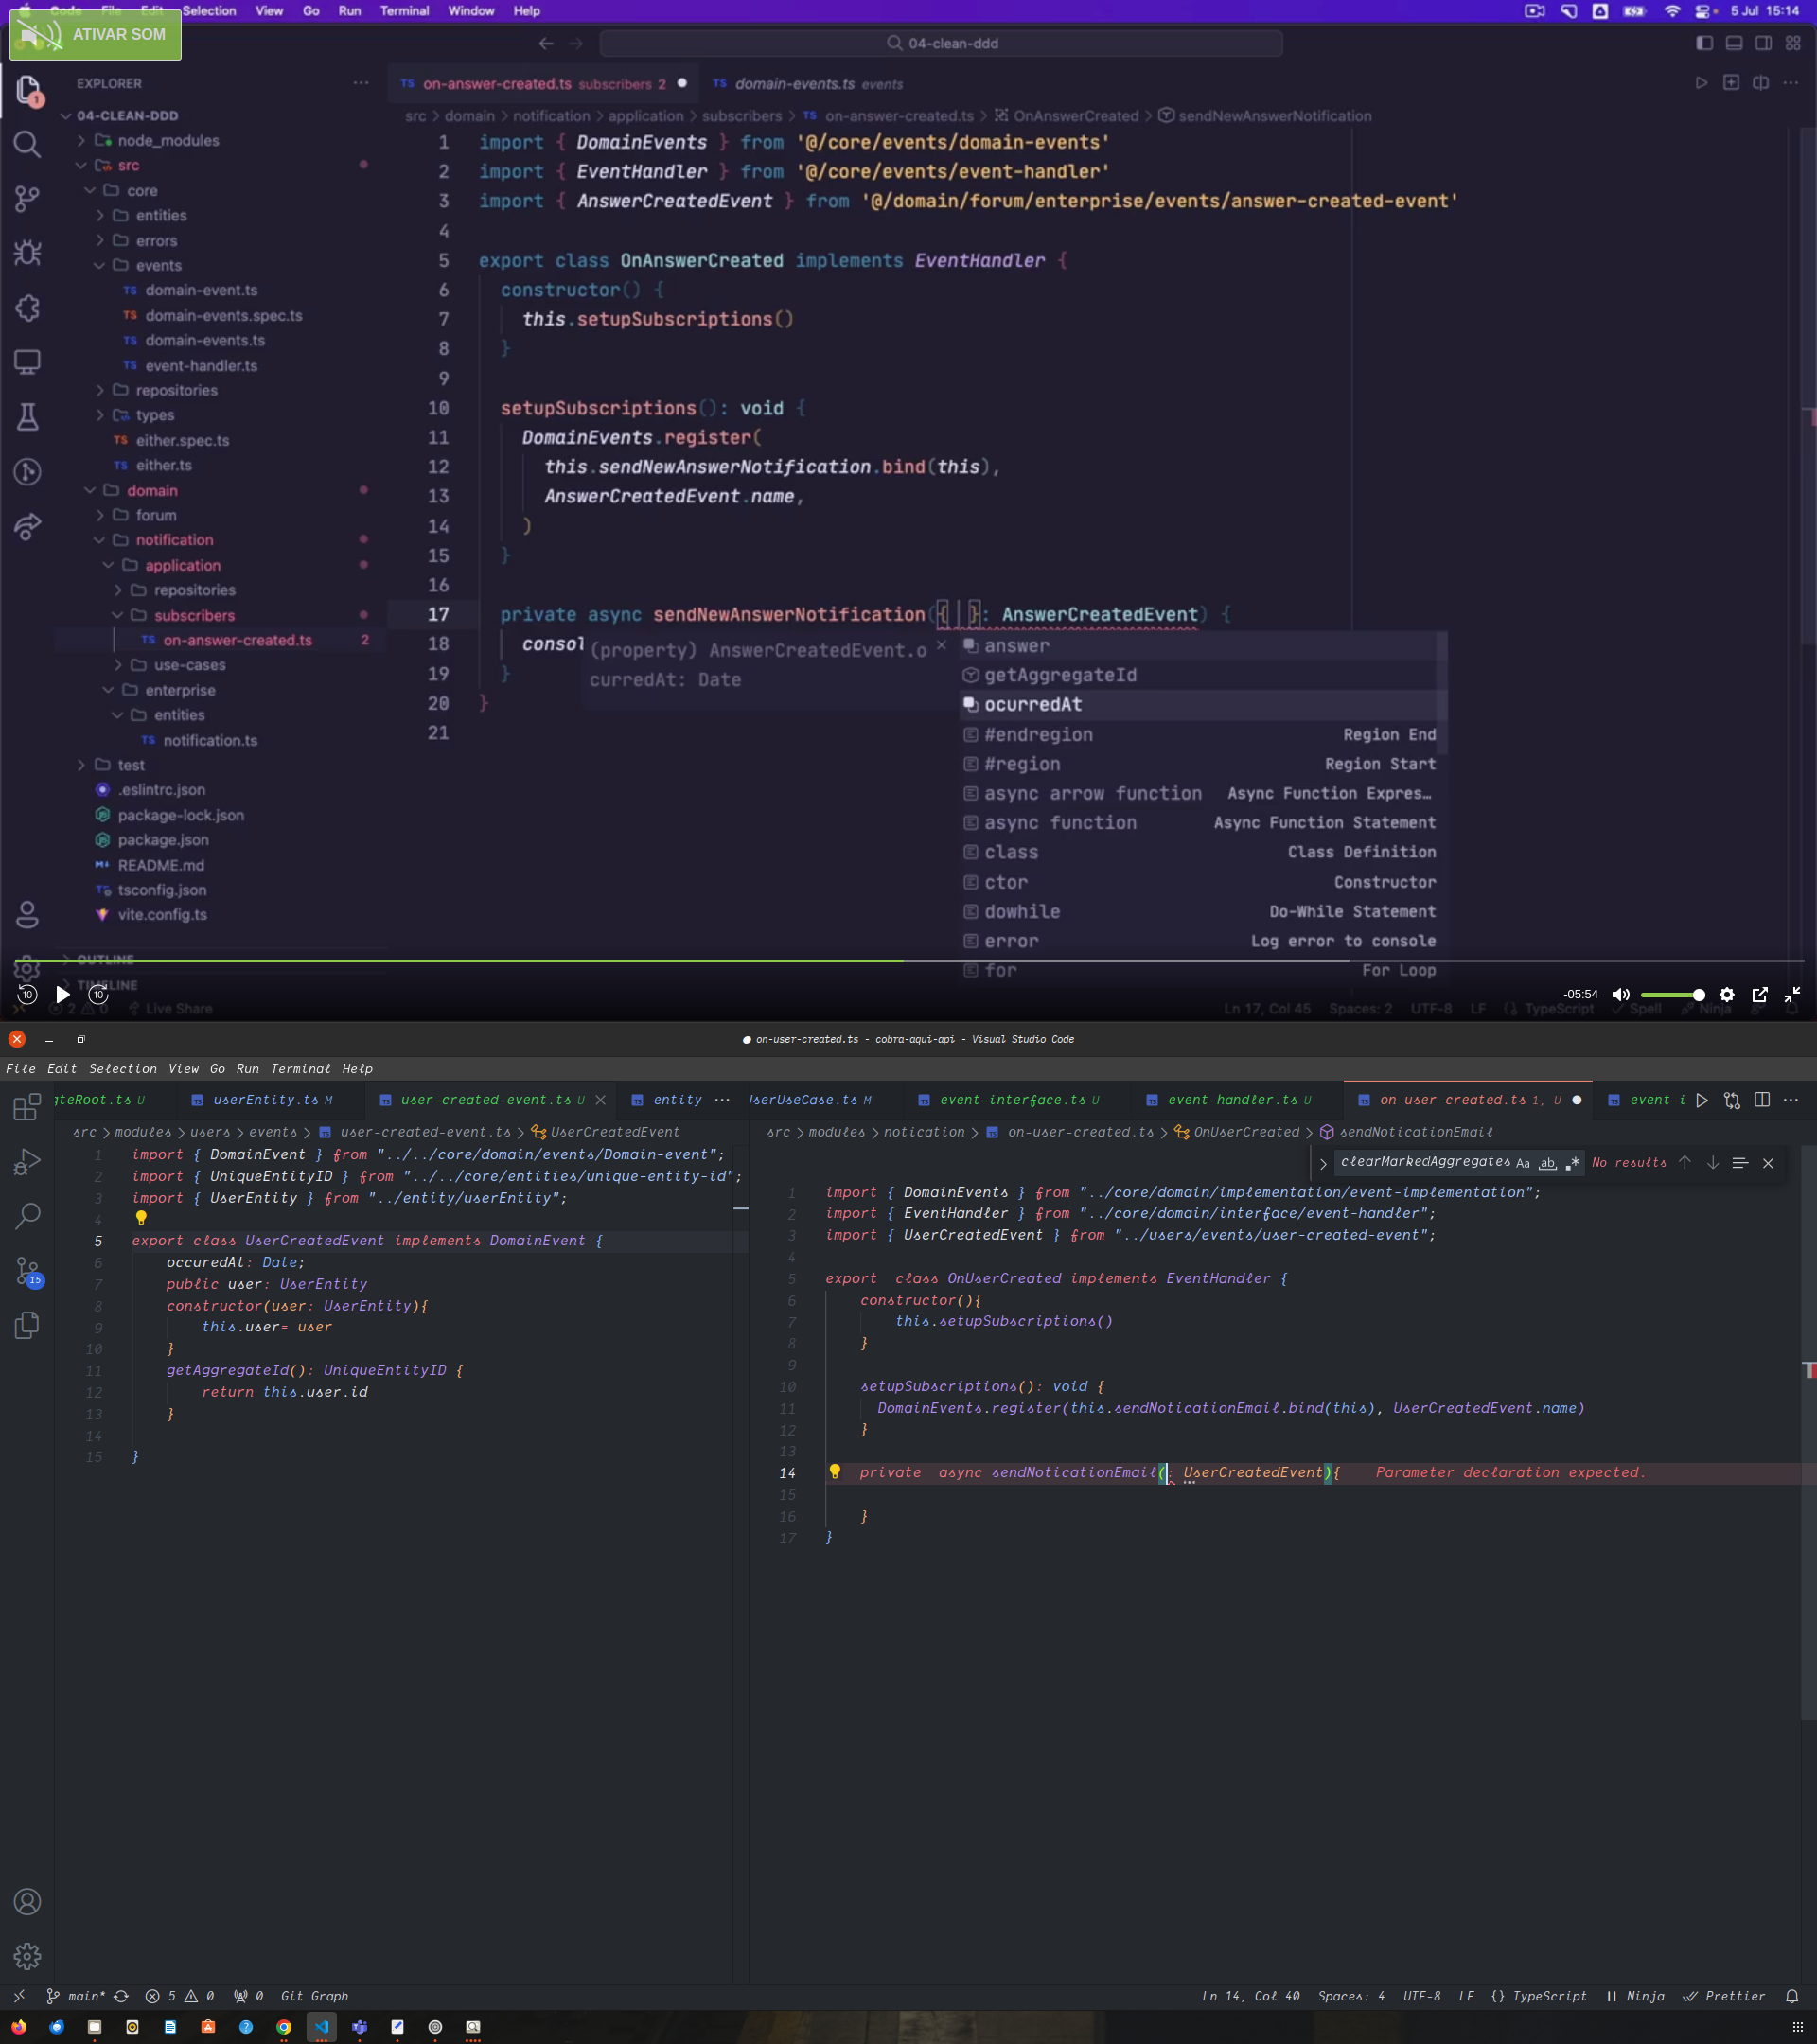 Code File Edit Selection View Go Run Terminal Window Help
5 Jul 15:14
ATIVAR SOM
04-clean-ddd
EXPLORER
on-answer-created.ts subscribers 2
domain-events.ts events
04-CLEAN-DDD
src > domain > notification > application > subscribers > TS on-answer-created.ts > OnAnswerCreated > sendNewAnswerNotification
node_modules
src
core
entities
errors
events
domain-event.ts
domain-events.spec.ts
domain-events.ts
event-handler.ts
repositories
types
either.spec.ts
either.ts
domain
forum
notification
application
repositories
subscribers
on-answer-created.ts 2
use-cases
enterprise
entities
notification.ts
test
.eslintrc.json
package-lock.json
package.json
README.md
tsconfig.json
vite.config.ts
OUTLINE
TIMELINE
1 import { DomainEvents } from '@/core/events/domain-events'
2 import { EventHandler } from '@/core/events/event-handler'
3 import { AnswerCreatedEvent } from '@/domain/forum/enterprise/events/answer-created-event'
4
5 export class OnAnswerCreated implements EventHandler {
6 constructor() {
7 this.setupSubscriptions()
8 }
9
10 setupSubscriptions(): void {
11 DomainEvents.register(
12 this.sendNewAnswerNotification.bind(this),
13 AnswerCreatedEvent.name,
14 )
15 }
16
17 private async sendNewAnswerNotification({ }: AnswerCreatedEvent) {
18 consol
19 }
20 }
21
(property) AnswerCreatedEvent.o
curredAt: Date
answer
getAggregateId
ocurredAt
#endregion Region End
#region Region Start
async arrow function Async Function Expres…
async function Async Function Statement
class Class Definition
ctor Constructor
dowhile Do-While Statement
error Log error to console
for For Loop
10 10 -05:54
2 0 Live Share Ln 17, Col 45 Spaces: 2 UTF-8 LF TypeScript Spell Ninja
● on-user-created.ts - cobra-aqui-api - Visual Studio Code
File Edit Selection View Go Run Terminal Help
gteRoot.ts U userEntity.ts M user-created-event.ts U entity ··· UserUseCase.ts M event-interface.ts U event-handler.ts U on-user-created.ts 1, U event-i
src > modules > users > events > user-created-event.ts > UserCreatedEvent
1 import { DomainEvent } from "../../core/domain/events/Domain-event";
2 import { UniqueEntityID } from "../../core/entities/unique-entity-id";
3 import { UserEntity } from "../entity/userEntity";
4
5 export class UserCreatedEvent implements DomainEvent {
6 occuredAt: Date;
7 public user: UserEntity
8 constructor(user: UserEntity){
9 this.user= user
10 }
11 getAggregateId(): UniqueEntityID {
12 return this.user.id
13 }
14
15 }
src > modules > notication > on-user-created.ts > OnUserCreated > sendNoticationEmail
clearMarkedAggregates Aa ab No results
1 import { DomainEvents } from "../core/domain/implementation/event-implementation";
2 import { EventHandler } from "../core/domain/interface/event-handler";
3 import { UserCreatedEvent } from "../users/events/user-created-event";
4
5 export class OnUserCreated implements EventHandler {
6 constructor(){
7 this.setupSubscriptions()
8 }
9
10 setupSubscriptions(): void {
11 DomainEvents.register(this.sendNoticationEmail.bind(this), UserCreatedEvent.name)
12 }
13
14 private async sendNoticationEmail(: UserCreatedEvent){ Parameter declaration expected.
15
16 }
17 }
15
main* 5 0 0 Git Graph Ln 14, Col 40 Spaces: 4 UTF-8 LF {} TypeScript Ninja Prettier